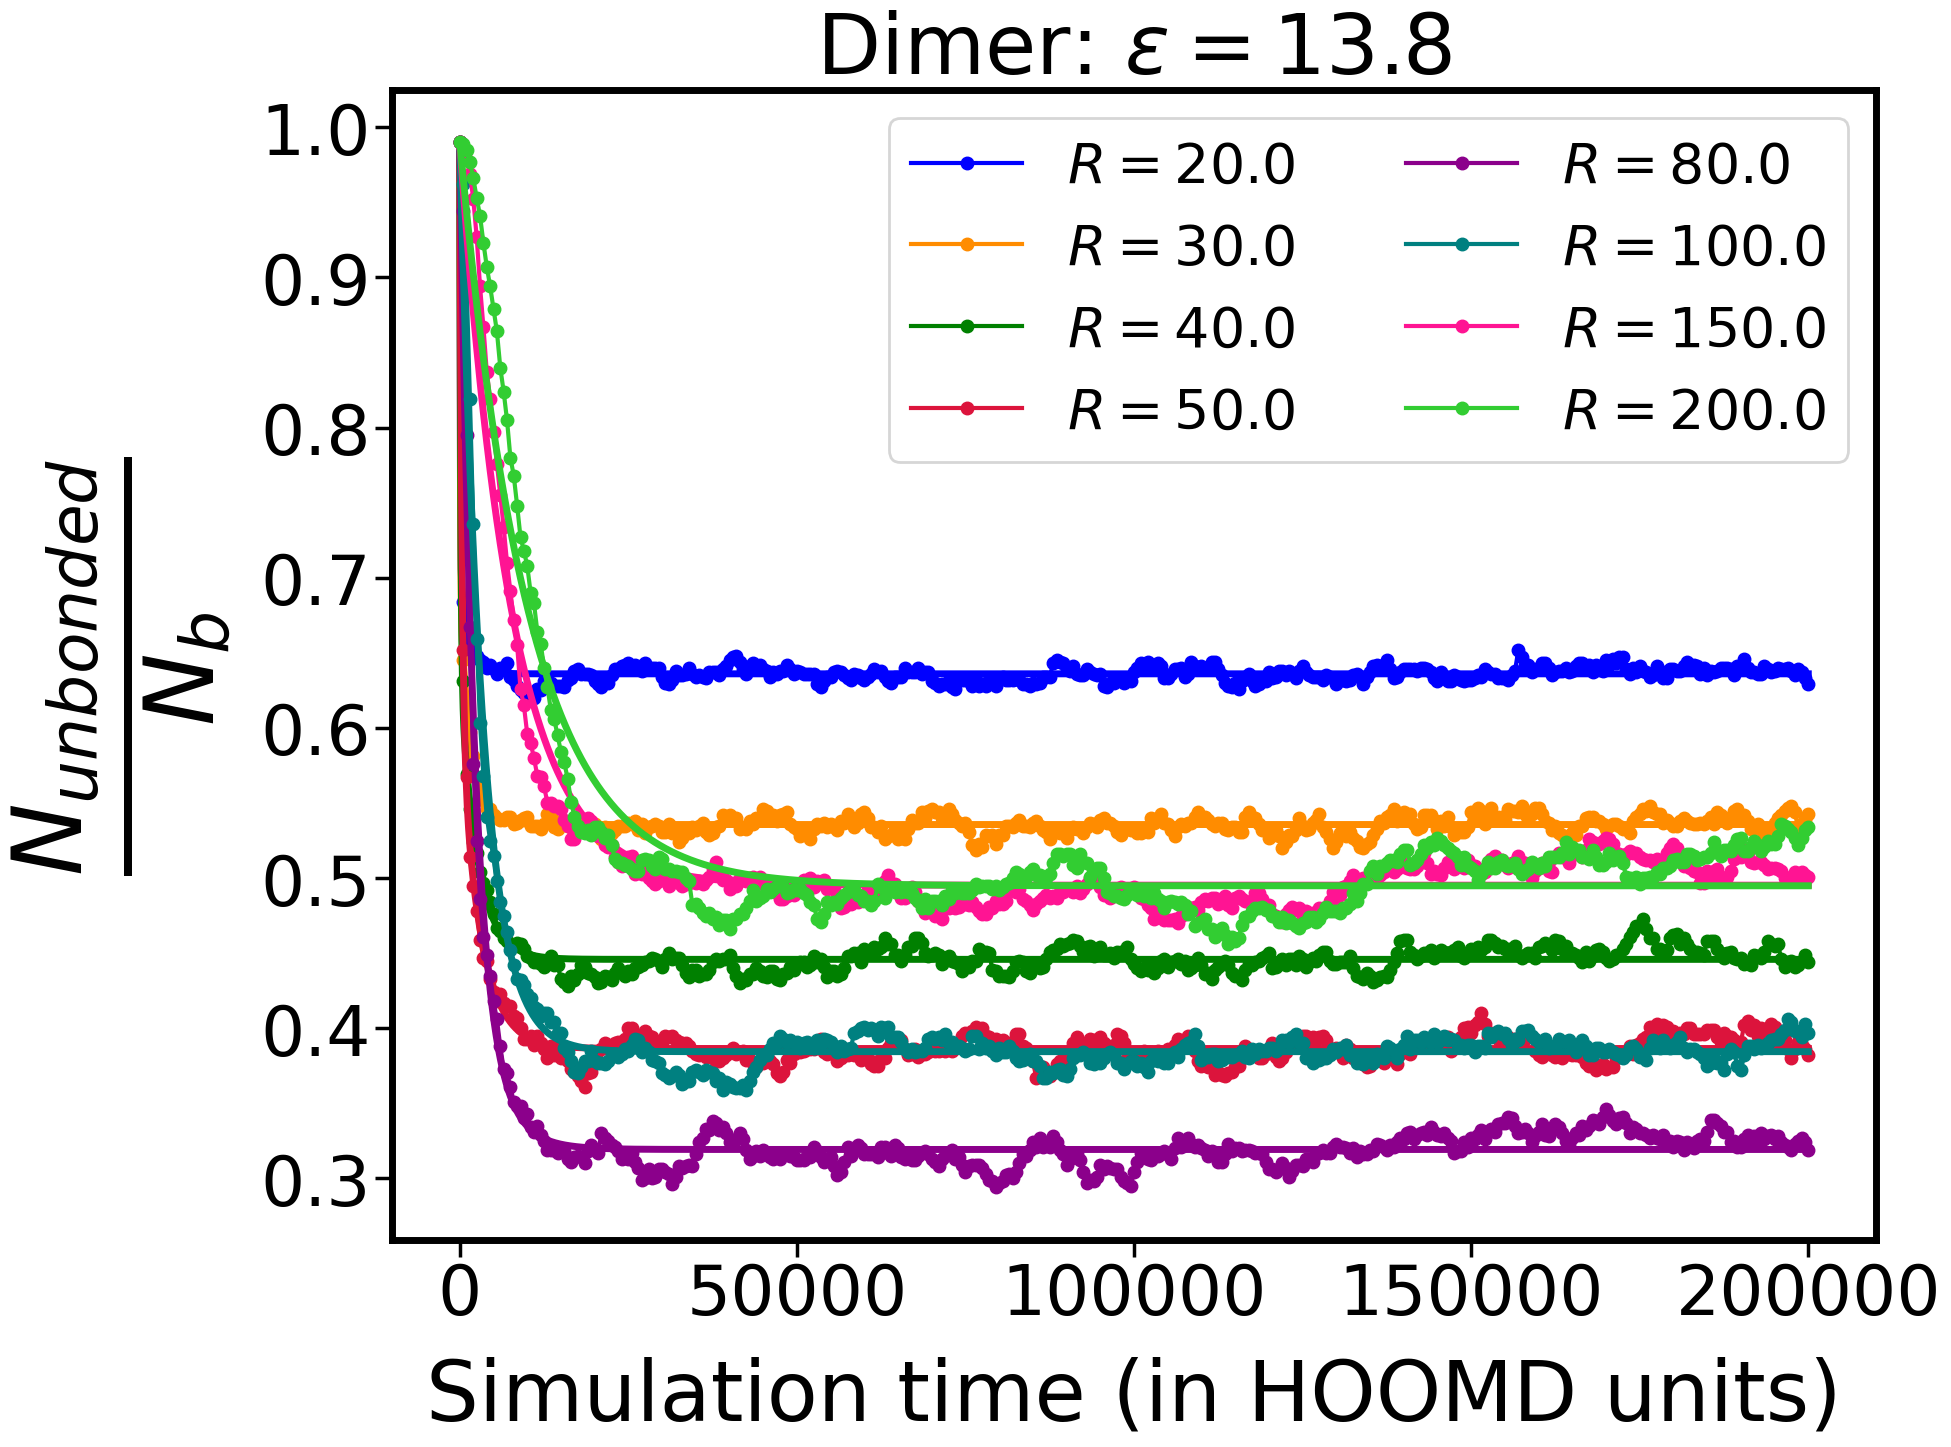 Dimer: ε = 13.8
N_unbonded
N_b
1.0
0.9
0.8
0.7
0.6
0.5
0.4
0.3
R = 20.0
R = 30.0
R = 40.0
R = 50.0
R = 80.0
R = 100.0
R = 150.0
R = 200.0
0 50000 100000 150000 200000
Simulation time (in HOOMD units)